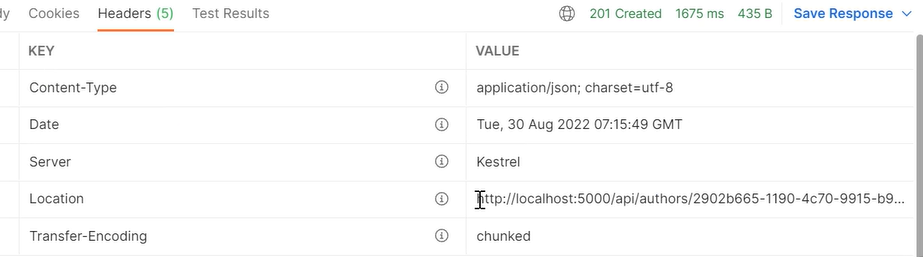 dy Cookies Headers (5) Test Results 201 Created 1675 ms 435 B Save Response
KEY VALUE
Content-Type application/json; charset=utf-8
Date Tue, 30 Aug 2022 07:15:49 GMT
Server Kestrel
Location http://localhost:5000/api/authors/2902b665-1190-4c70-9915-b9...
Transfer-Encoding chunked